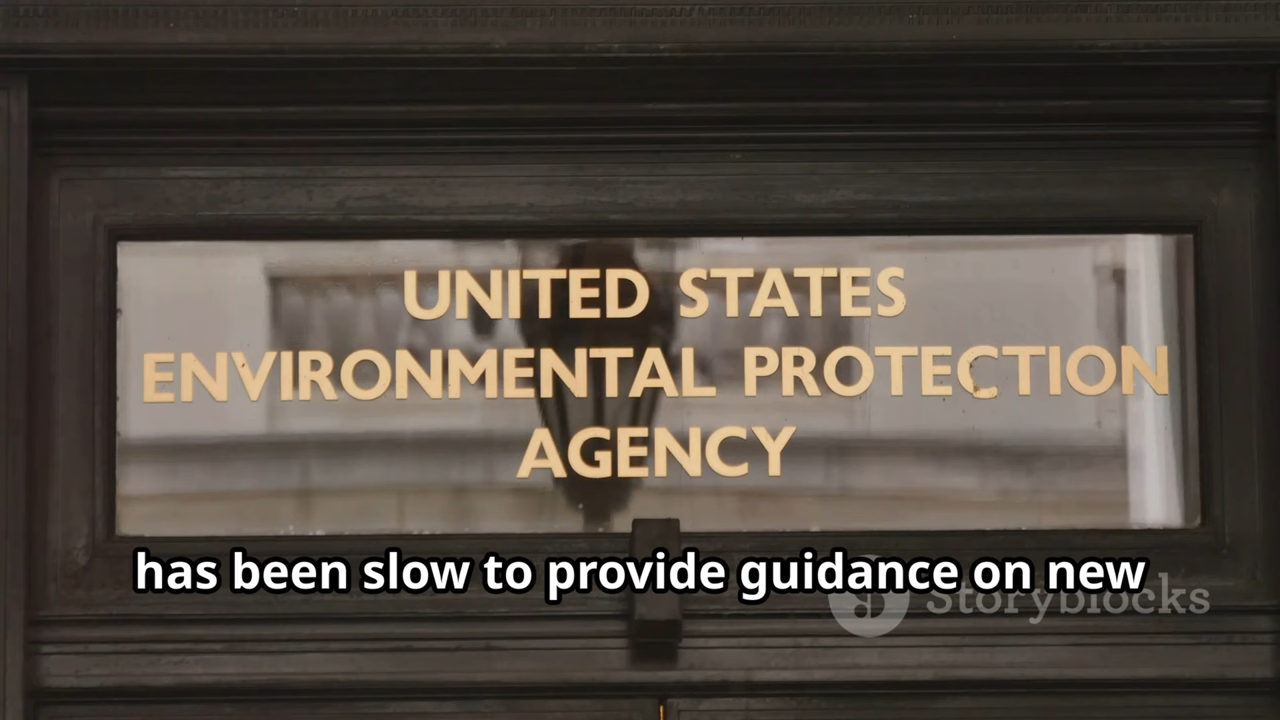 UNITED STATES
ENVIRONMENTAL PROTECTION
AGENCY
has been slow to provide guidance on new
Storyblocks